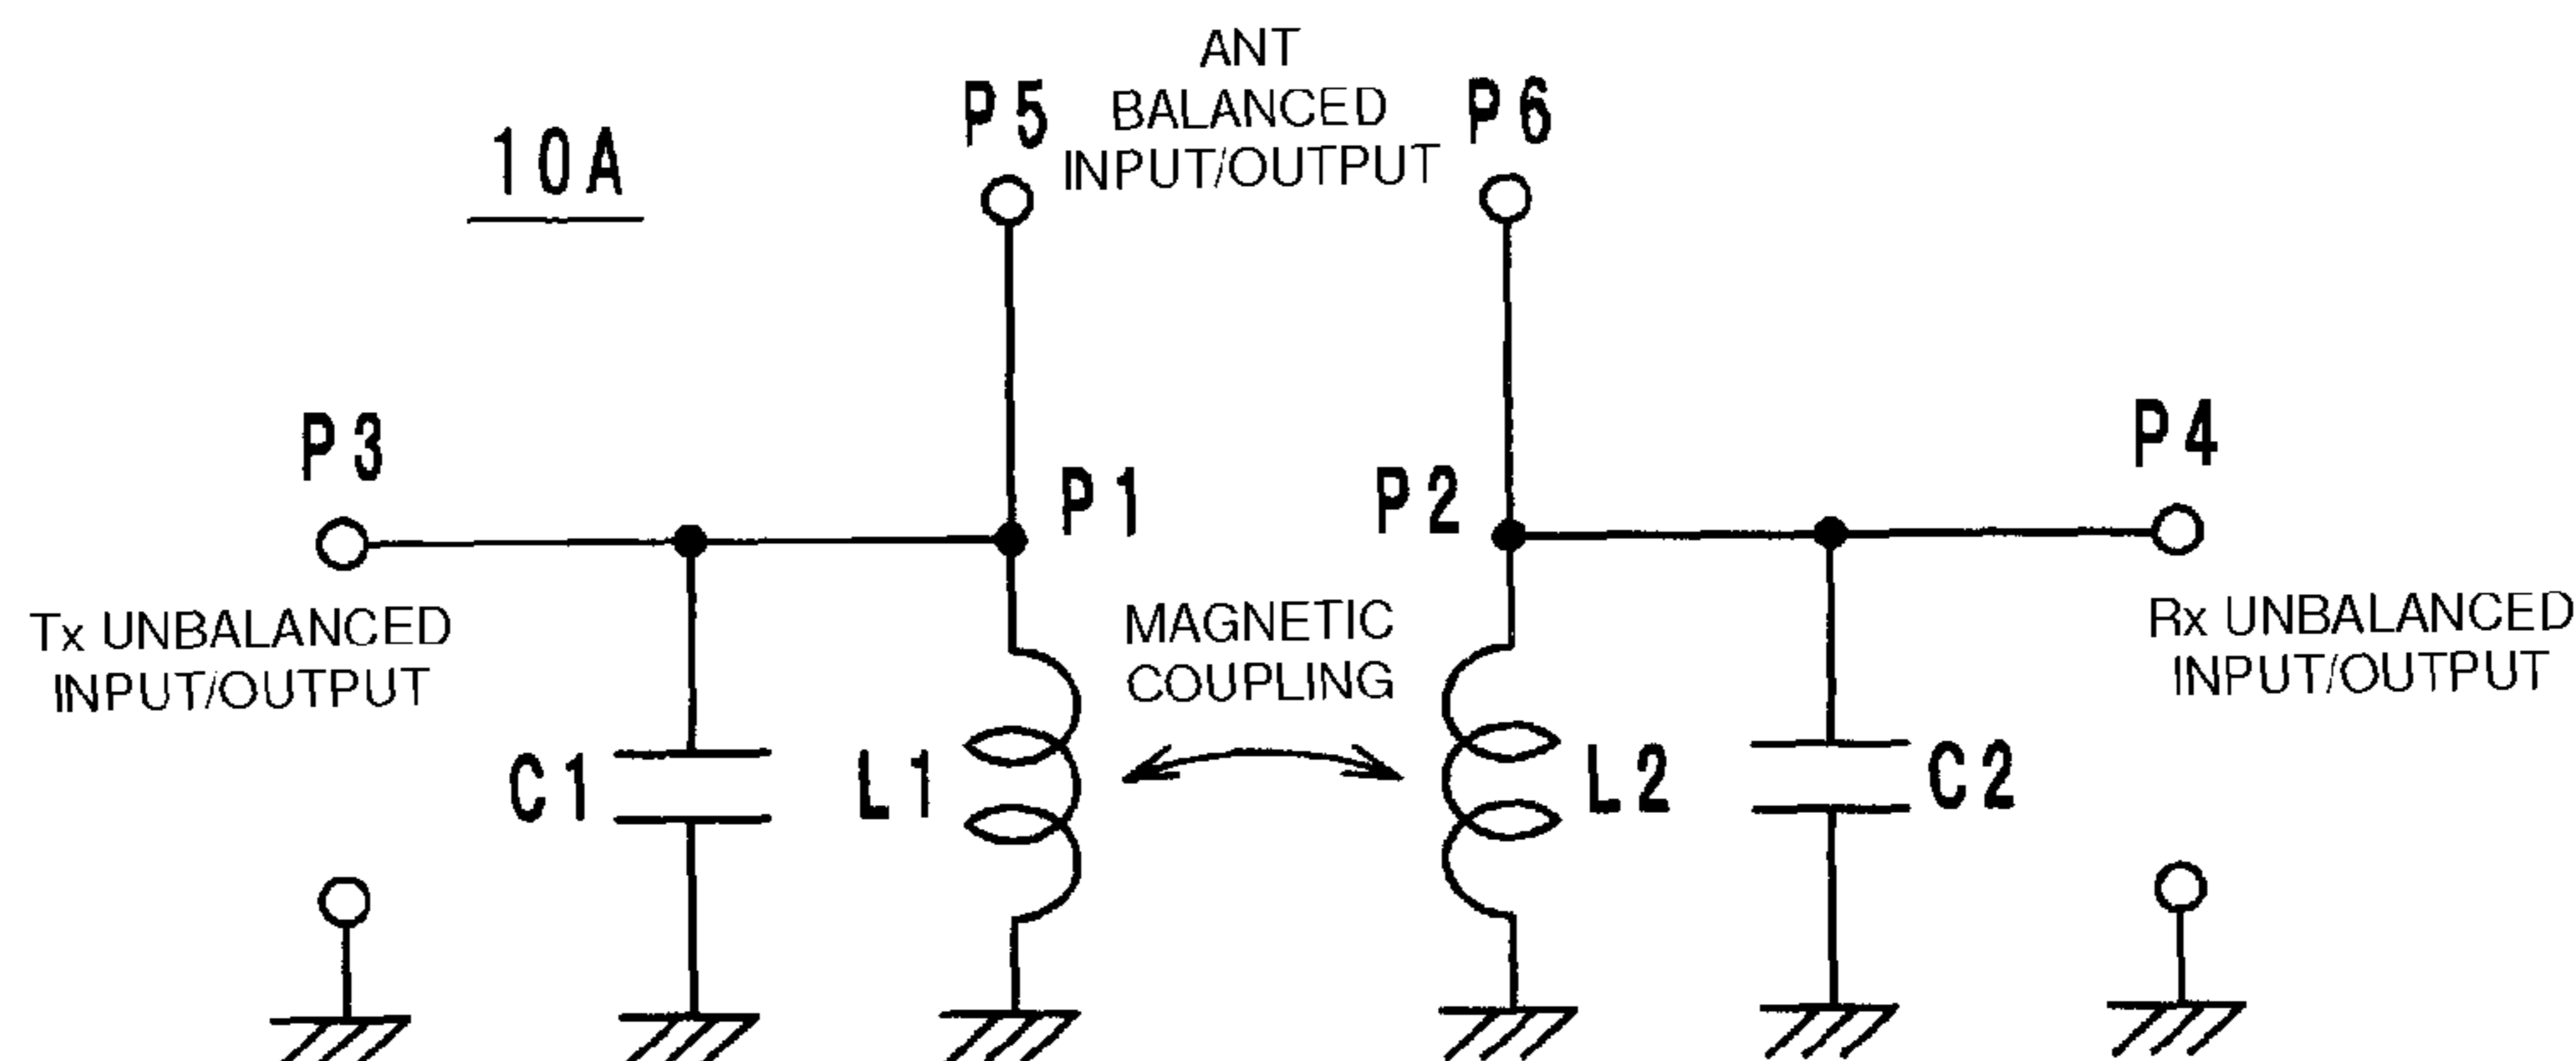 10A
P5
ANT
BALANCED
INPUT/OUTPUT
P6
P3
P1
P2
P4
Tx UNBALANCED
INPUT/OUTPUT
MAGNETIC
COUPLING
Rx UNBALANCED
INPUT/OUTPUT
C1
L1
L2
C2